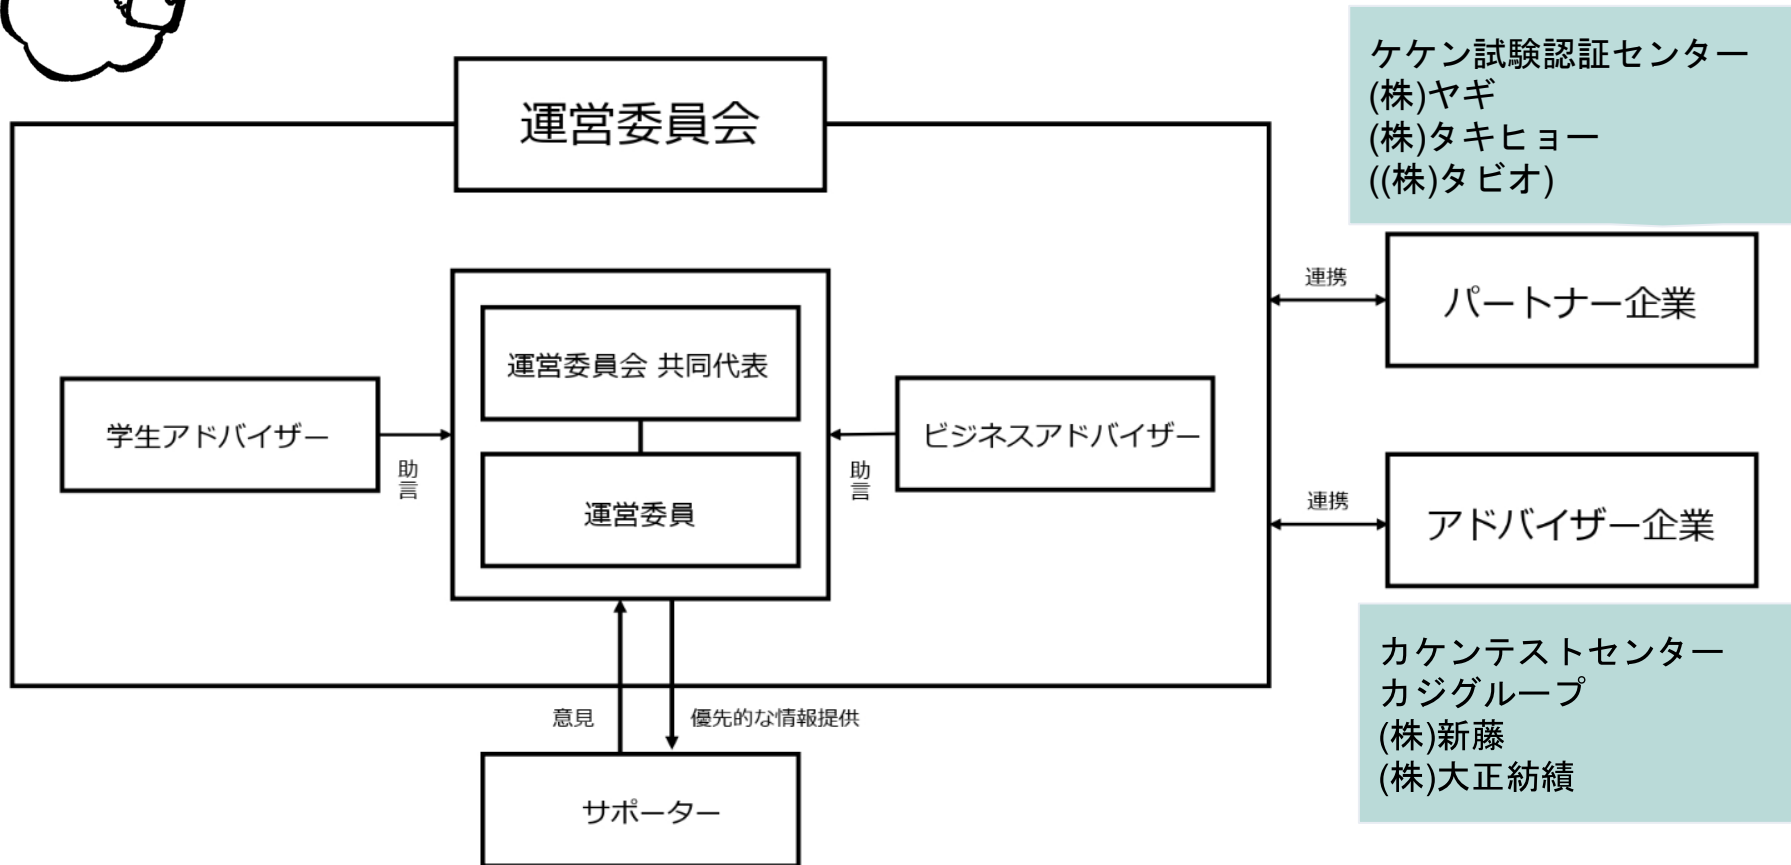 運営委員会
ケケン試験認証センター
(株)ヤギ
(株)タキヒョー
((株)タビオ)
連携
パートナー企業
運営委員会 共同代表
学生アドバイザー
助言
運営委員
助言
ビジネスアドバイザー
連携
アドバイザー企業
カケンテストセンター
カジグループ
(株)新藤
(株)大正紡績
意見
優先的な情報提供
サポーター